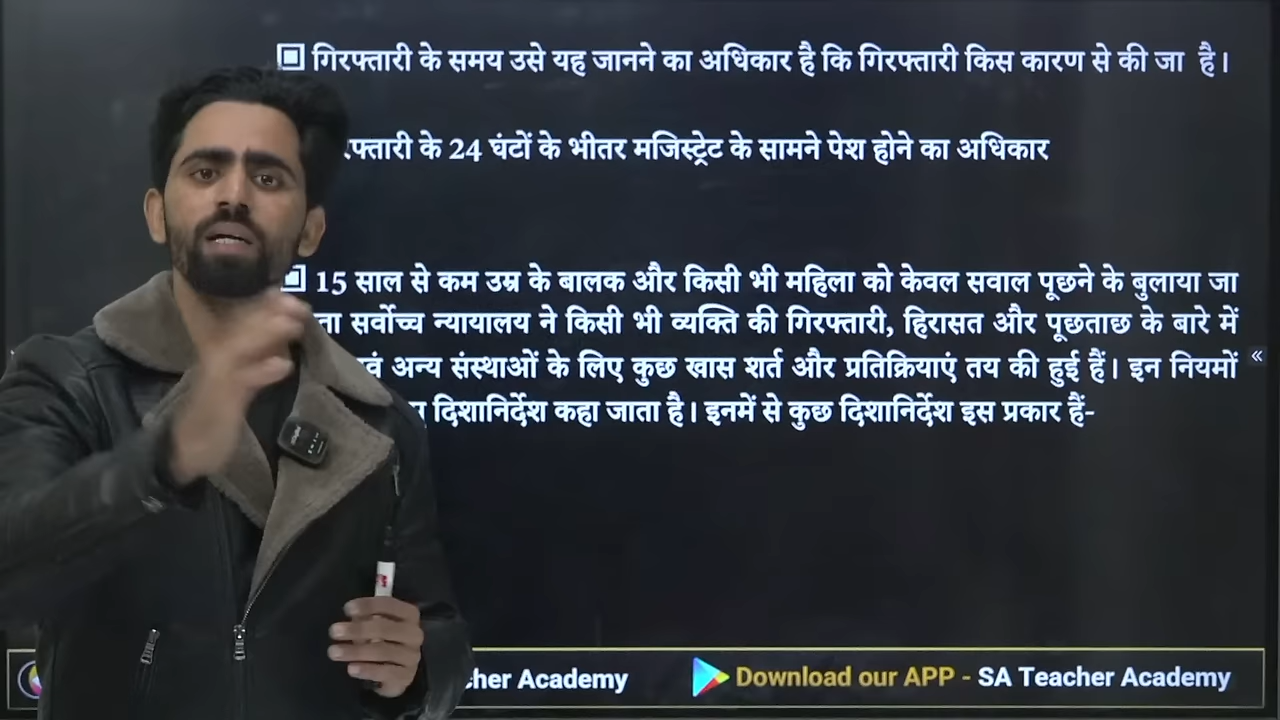 गिरफ्तारी के समय उसे यह जानने का अधिकार है कि गिरफ्तारी किस कारण से की जा है।
के 24 घंटों के भीतर मजिस्ट्रेट के सामने पेश होने का अधिकार
15 साल से कम उम्र के बालक और किसी भी महिला को केवल सवाल पूछने के बुलाया जा
सर्वोच्च न्यायालय ने किसी भी व्यक्ति की गिरफ्तारी, हिरासत और पूछताछ के बारे में
अन्य संस्थाओं के लिए कुछ खास शर्त और प्रतिक्रियाएं तय की हुई हैं। इन नियमों
दिशानिर्देश कहा जाता है। इनमें से कुछ दिशानिर्देश इस प्रकार हैं-
«
Academy
Download our APP - SA Teacher Academy